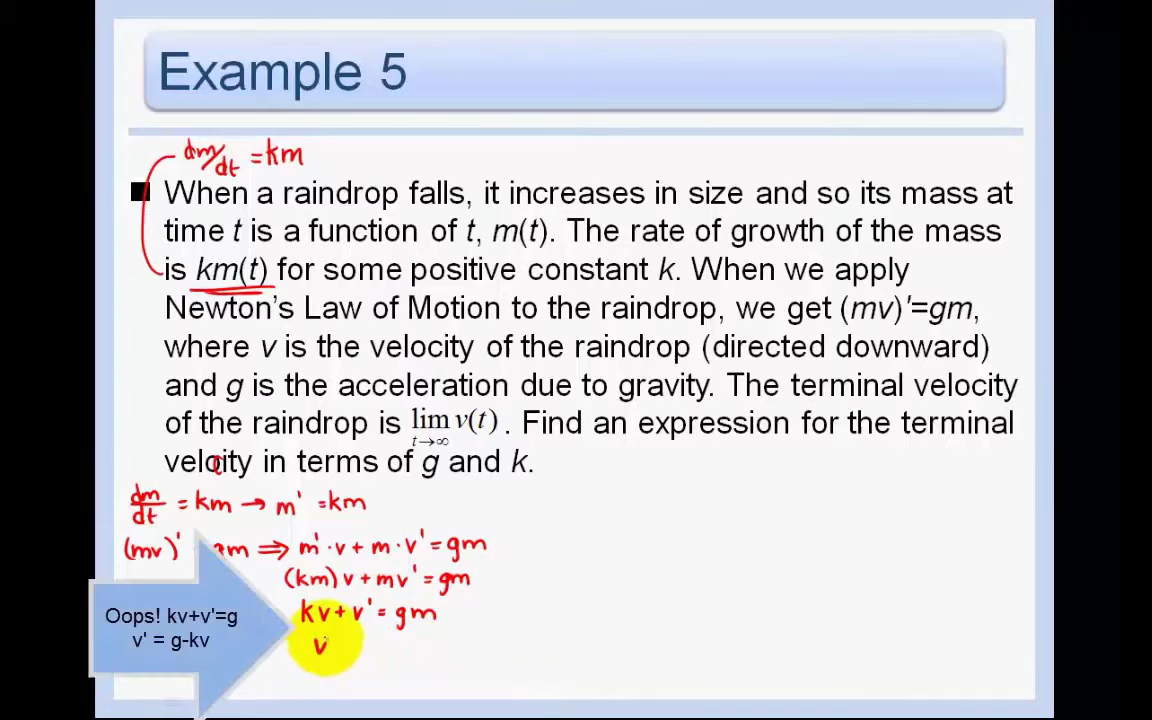 Example 5
dm/dt = km
When a raindrop falls, it increases in size and so its mass at
time t is a function of t, m(t). The rate of growth of the mass
is km(t) for some positive constant k. When we apply
Newton's Law of Motion to the raindrop, we get (mv)'=gm,
where v is the velocity of the raindrop (directed downward)
and g is the acceleration due to gravity. The terminal velocity
of the raindrop is lim t→∞ v(t). Find an expression for the terminal
velocity in terms of g and k.
dm/dt = km → m' = km
(mv)' gm ⇒ m'·v + m·v' = gm
(km)v + mv' = gm
kv + v' = gm
v
Oops! kv+v'=g
v' = g-kv